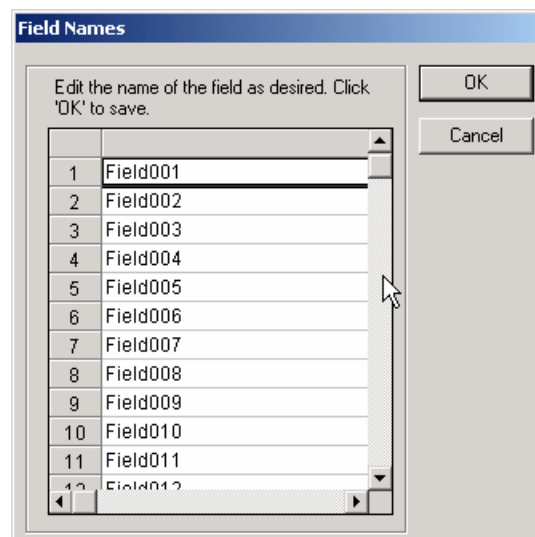 Field Names
Edit the name of the field as desired. Click
'OK' to save.
OK
Cancel
1 Field001
2 Field002
3 Field003
4 Field004
5 Field005
6 Field006
7 Field007
8 Field008
9 Field009
10 Field010
11 Field011
12 Field012